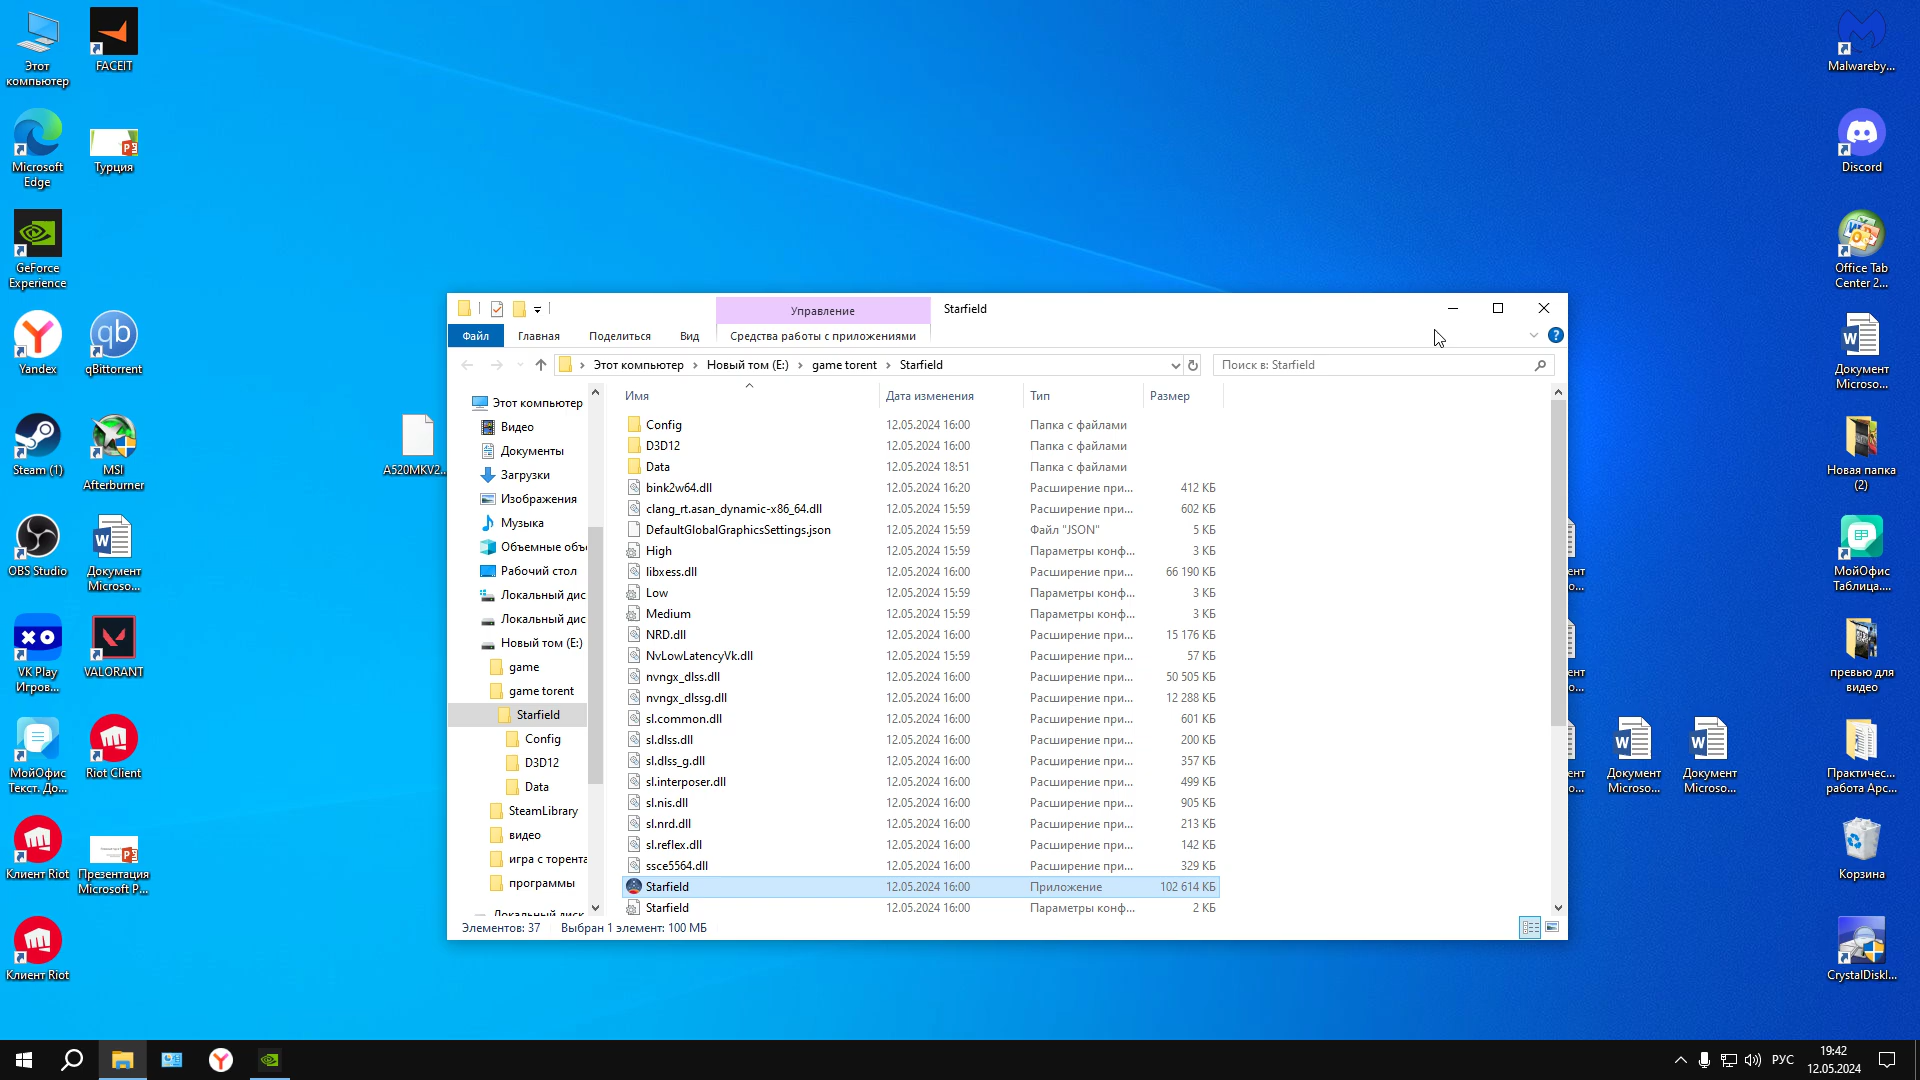 Этот
компьютер
FACEIT
Microsoft
Edge
Турция
GeForce
Experience
Yandex
qBittorrent
Steam (1)
MSI
Afterburner
OBS Studio
Документ
Microso...
VK Play
Игров...
VALORANT
МойОфис
Текст. До...
Riot Client
Клиент Riot
Презентация
Microsoft P...
Клиент Riot
A520MKV2...
Управление
Starfield
Файл
Главная
Поделиться
Вид
Средства работы с приложениями
Этот компьютер
Новый том (E:)
game torent
Starfield
Поиск в: Starfield
Этот компьютер
Видео
Документы
Загрузки
Изображения
Музыка
Объемные объ
Рабочий стол
Локальный дис
Локальный дис
Новый том (E:)
game
game torent
Starfield
Config
D3D12
Data
SteamLibrary
видео
игра с торента
программы
Локальный диск
Имя Дата изменения Тип Размер
Config 12.05.2024 16:00 Папка с файлами
D3D12 12.05.2024 16:00 Папка с файлами
Data 12.05.2024 18:51 Папка с файлами
bink2w64.dll 12.05.2024 16:20 Расширение при... 412 КБ
clang_rt.asan_dynamic-x86_64.dll 12.05.2024 15:59 Расширение при... 602 КБ
DefaultGlobalGraphicsSettings.json 12.05.2024 15:59 Файл "JSON" 5 КБ
High 12.05.2024 15:59 Параметры конф... 3 КБ
libxess.dll 12.05.2024 16:00 Расширение при... 66 190 КБ
Low 12.05.2024 15:59 Параметры конф... 3 КБ
Medium 12.05.2024 15:59 Параметры конф... 3 КБ
NRD.dll 12.05.2024 16:00 Расширение при... 15 176 КБ
NvLowLatencyVk.dll 12.05.2024 15:59 Расширение при... 57 КБ
nvngx_dlss.dll 12.05.2024 16:00 Расширение при... 50 505 КБ
nvngx_dlssg.dll 12.05.2024 16:00 Расширение при... 12 288 КБ
sl.common.dll 12.05.2024 16:00 Расширение при... 601 КБ
sl.dlss.dll 12.05.2024 16:00 Расширение при... 200 КБ
sl.dlss_g.dll 12.05.2024 16:00 Расширение при... 357 КБ
sl.interposer.dll 12.05.2024 16:00 Расширение при... 499 КБ
sl.nis.dll 12.05.2024 16:00 Расширение при... 905 КБ
sl.nrd.dll 12.05.2024 16:00 Расширение при... 213 КБ
sl.reflex.dll 12.05.2024 16:00 Расширение при... 142 КБ
ssce5564.dll 12.05.2024 16:00 Расширение при... 329 КБ
Starfield 12.05.2024 16:00 Приложение 102 614 КБ
Starfield 12.05.2024 16:00 Параметры конф... 2 КБ
Элементов: 37 Выбран 1 элемент: 100 МБ
ент
о...
ент
о...
ент
о...
Документ
Microso...
Документ
Microso...
Malwareby...
Discord
Office Tab
Center 2...
Документ
Microso...
Новая папка
(2)
МойОфис
Таблица....
превью для
видео
Практичес...
работа Арс...
Корзина
CrystalDiskI...
РУС
19:42
12.05.2024